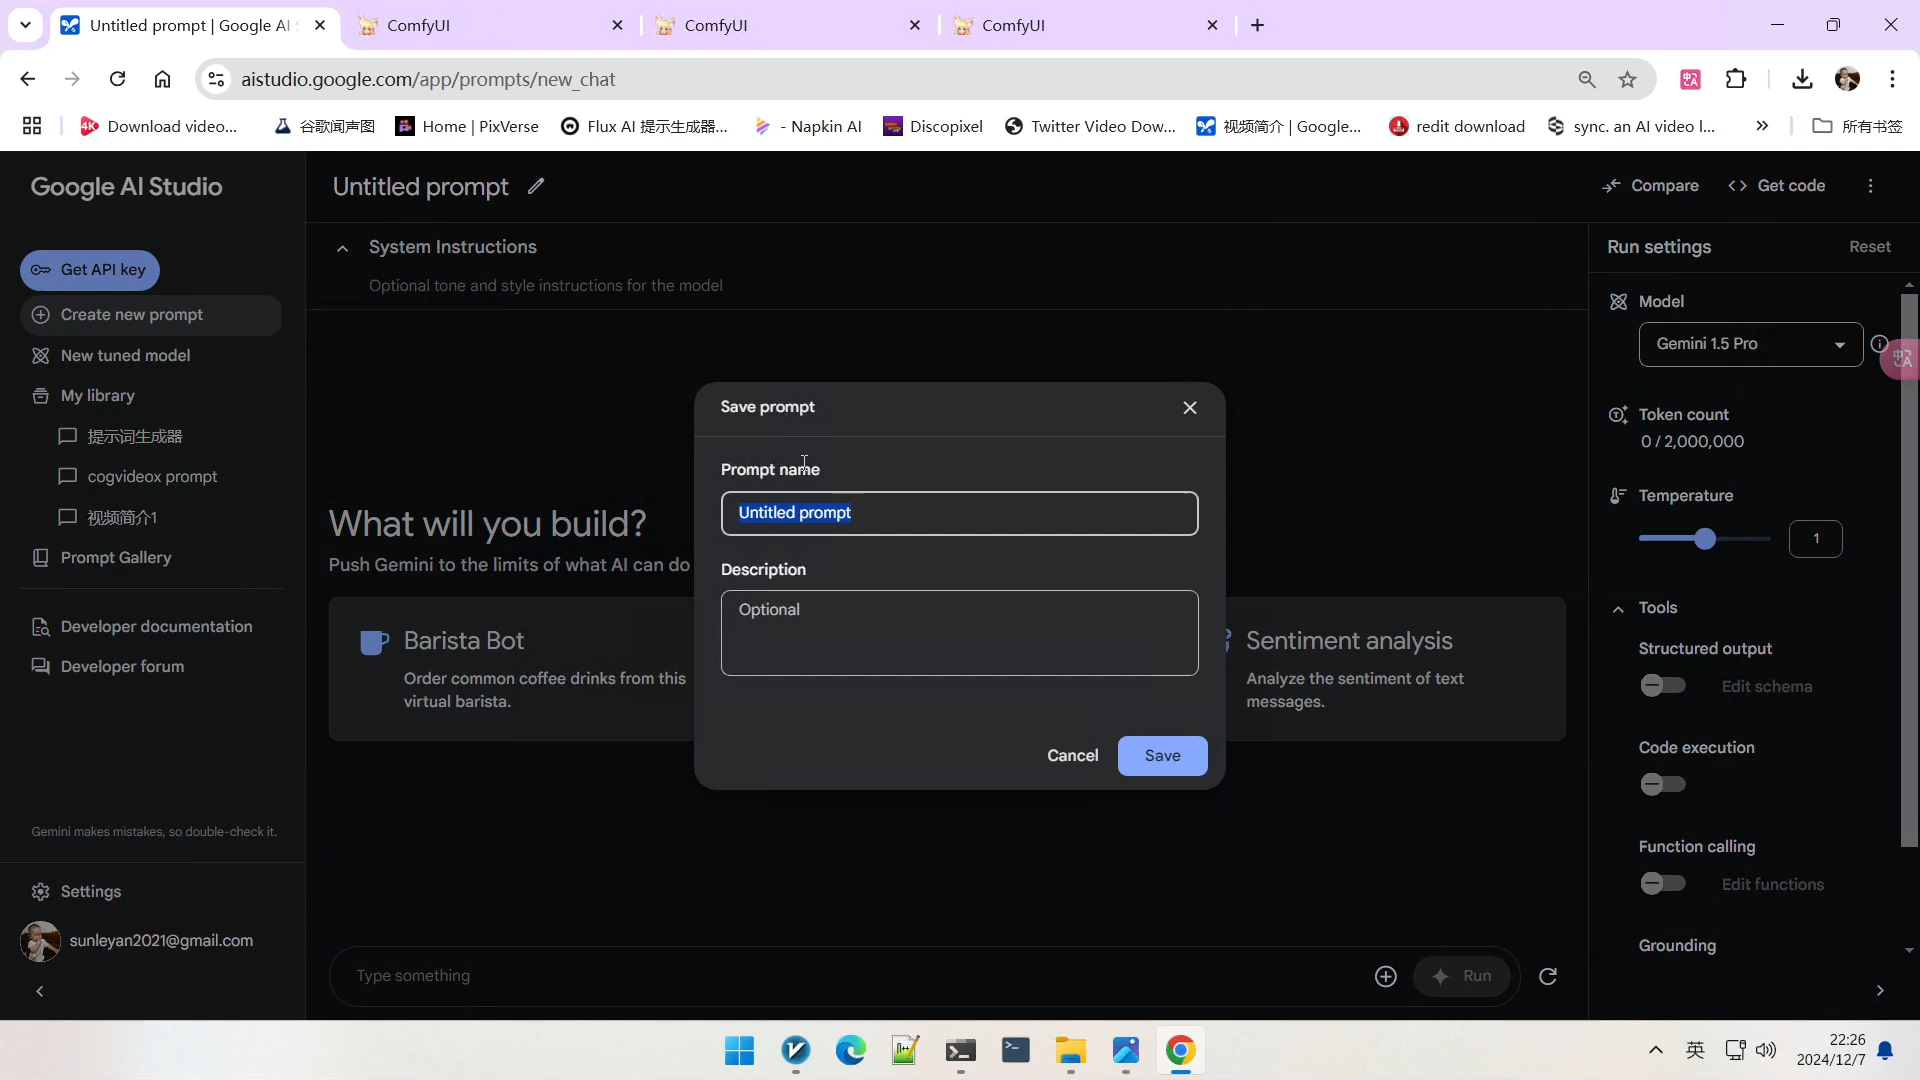 Untitled prompt | Google AI S
ComfyUI
ComfyUI
ComfyUI
aistudio.google.com/app/prompts/new_chat
4K
Download video...
谷歌闻声图
Home | PixVerse
Flux AI 提示生成器...
- Napkin AI
Discopixel
Twitter Video Dow...
视频简介 | Google...
redit download
sync. an AI video l...
所有书签
Google AI Studio
Untitled prompt
Compare
Get code
Get API key
Create new prompt
New tuned model
My library
提示词生成器
cogvideox prompt
视频简介1
Prompt Gallery
Developer documentation
Developer forum
Gemini makes mistakes, so double-check it.
Settings
sunleyan2021@gmail.com
System Instructions
Optional tone and style instructions for the model
What will you build?
Push Gemini to the limits of what AI can do
Barista Bot
Order common coffee drinks from this
virtual barista.
Sentiment analysis
Analyze the sentiment of text
messages.
Type something
Run
Save prompt
Prompt name
Untitled prompt
Description
Optional
Cancel
Save
Run settings
Reset
Model
Gemini 1.5 Pro
Token count
0 / 2,000,000
Temperature
1
Tools
Structured output
Edit schema
Code execution
Function calling
Edit functions
Grounding
英
22:26
2024/12/7